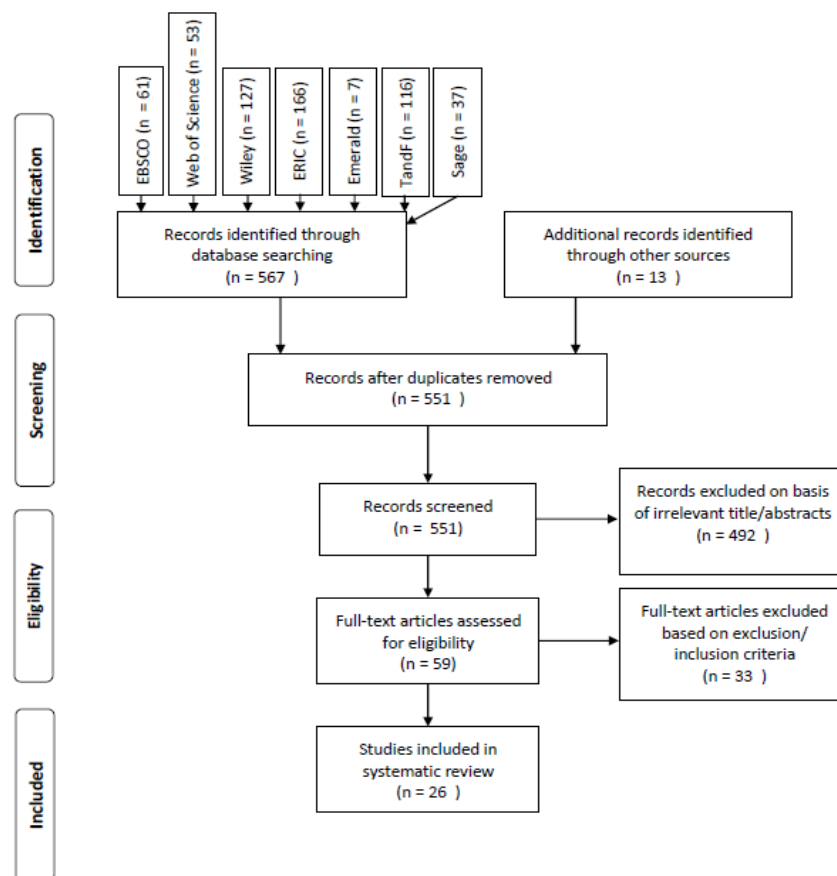 EBSCO (n = 61)
Web of Science (n = 53)
Wiley (n = 127)
ERIC (n = 166)
Emerald (n = 7)
TandF (n = 116)
Sage (n = 37)
Identification
Records identified through
database searching
(n = 567 )
Additional records identified
through other sources
(n = 13 )
Screening
Records after duplicates removed
(n = 551 )
Records screened
(n = 551)
Records excluded on basis
of irrelevant title/abstracts
(n = 492 )
Eligibility
Full-text articles assessed
for eligibility
(n = 59)
Full-text articles excluded
based on exclusion/
inclusion criteria
(n = 33 )
Included
Studies included in
systematic review
(n = 26 )